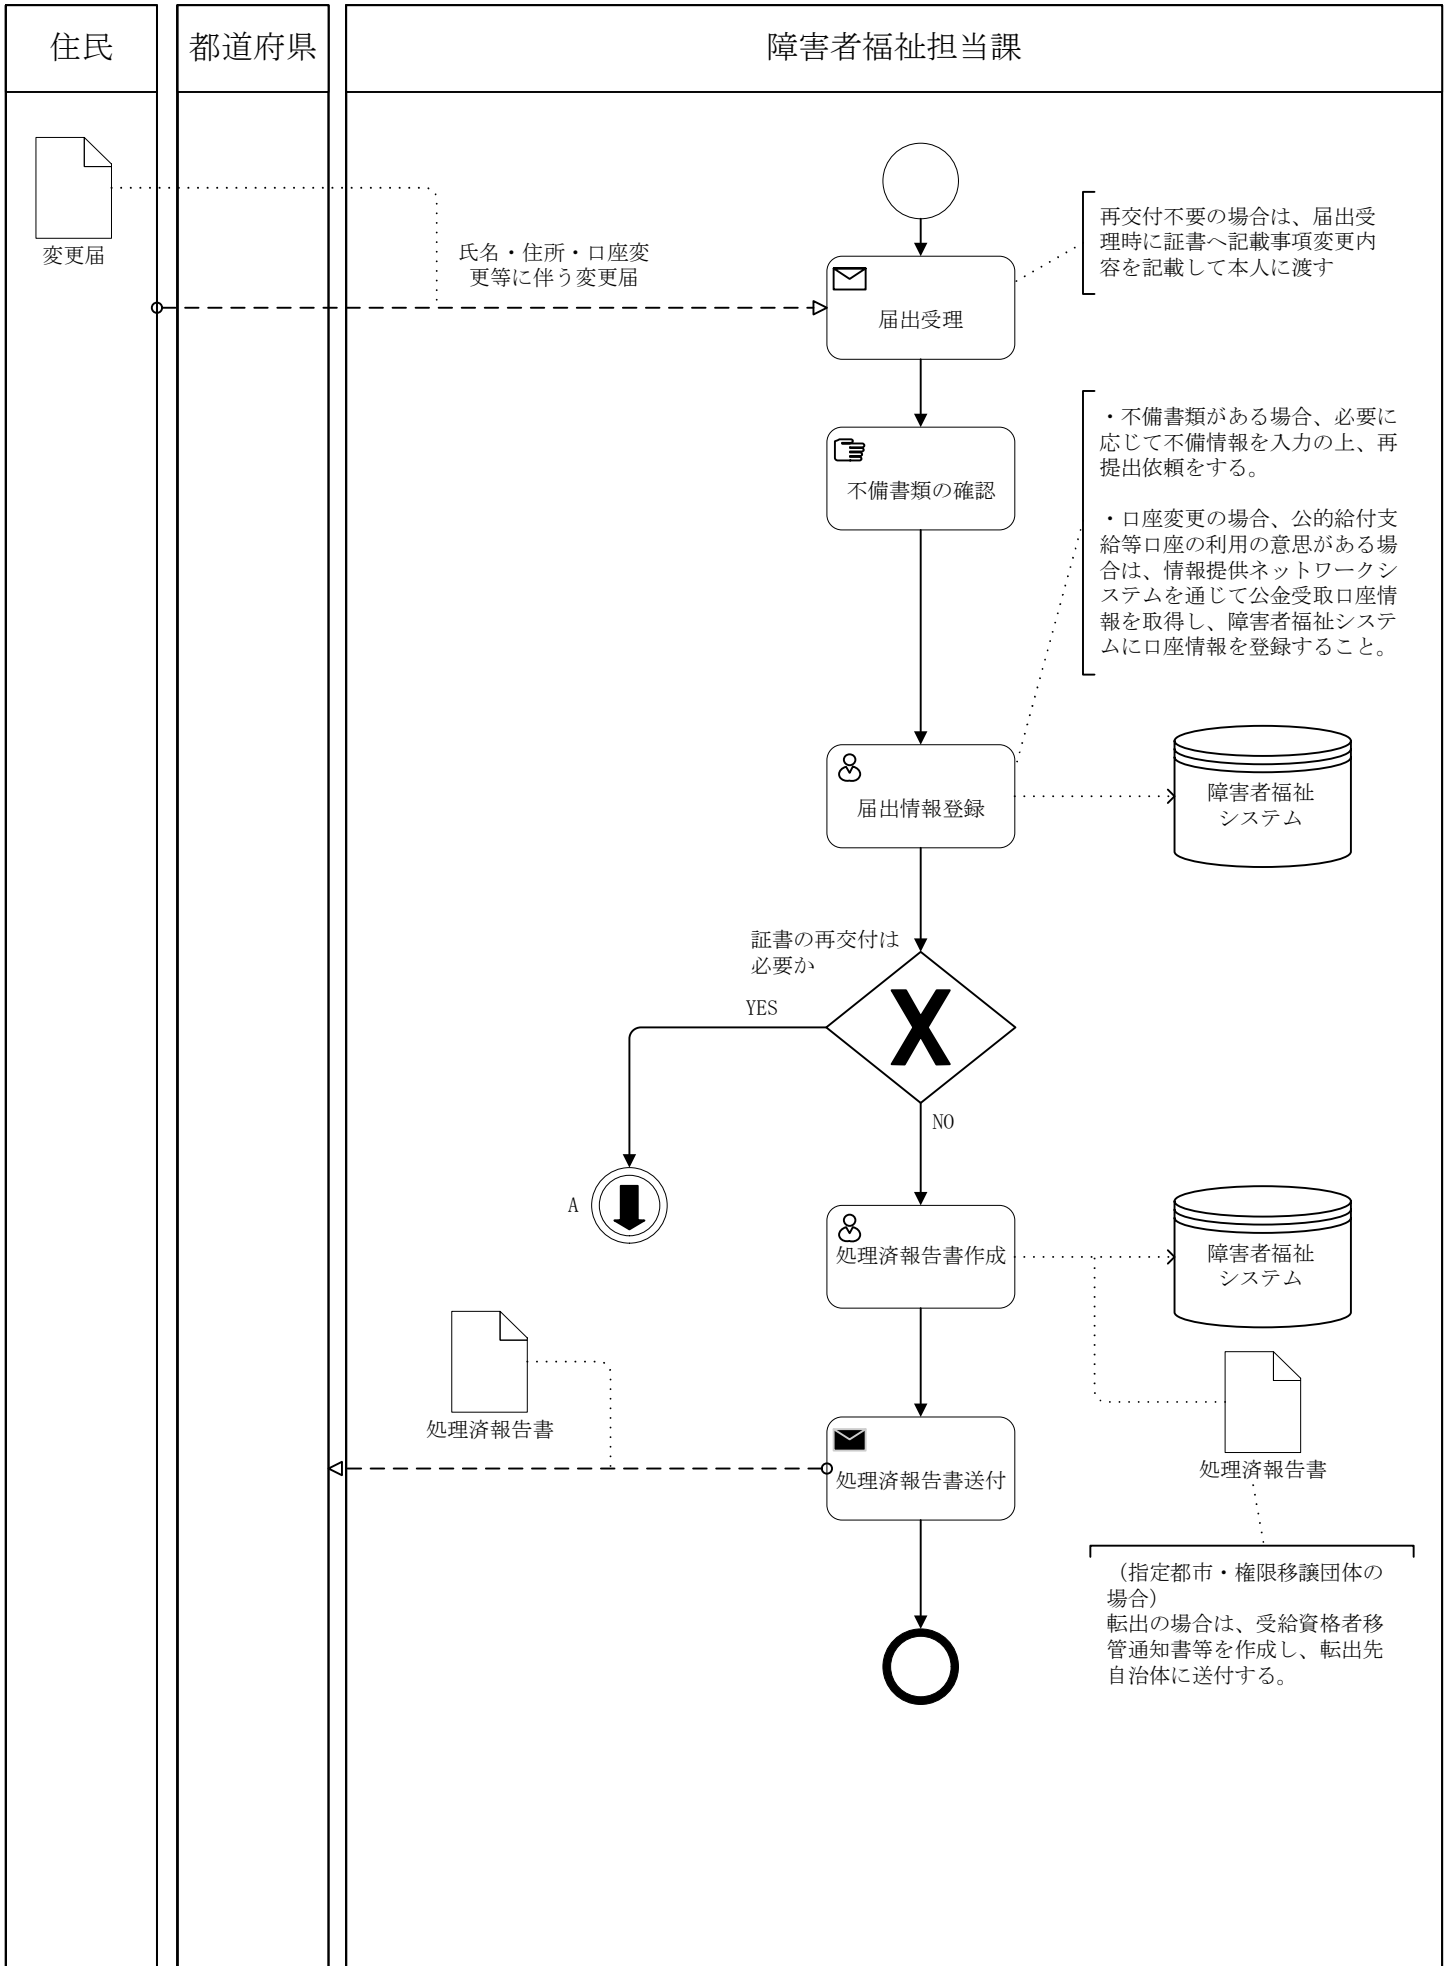 住民
都道府県
障害者福祉担当課
変更届
氏名・住所・口座変
更等に伴う変更届
届出受理
再交付不要の場合は、届出受
理時に証書へ記載事項変更内
容を記載して本人に渡す
不備書類の確認
・不備書類がある場合、必要に
応じて不備情報を入力の上、再
提出依頼をする。
・口座変更の場合、公的給付支
給等口座の利用の意思がある場
合は、情報提供ネットワークシ
ステムを通じて公金受取口座情
報を取得し、障害者福祉システ
ムに口座情報を登録すること。
届出情報登録
障害者福祉
システム
証書の再交付は
必要か
YES
X
NO
A
処理済報告書作成
障害者福祉
システム
処理済報告書
処理済報告書送付
処理済報告書
（指定都市・権限移譲団体の
場合）
転出の場合は、受給資格者移
管通知書等を作成し、転出先
自治体に送付する。